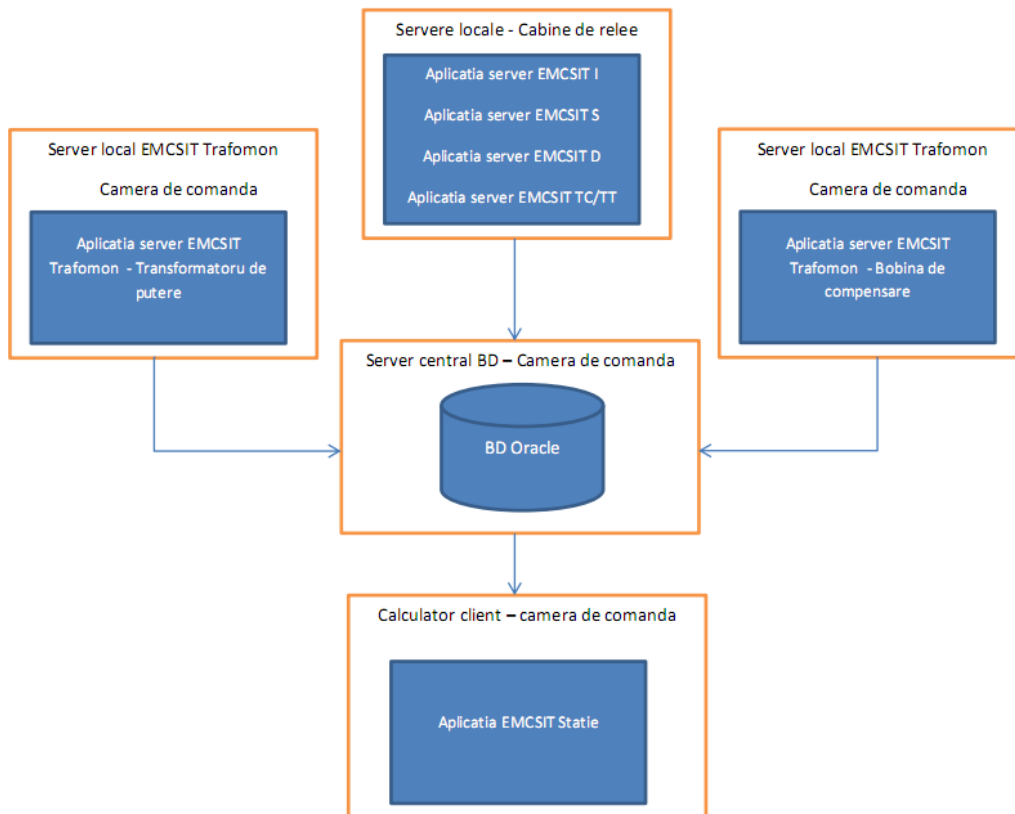 Servere locale - Cabine de relee
Aplicatia server EMCSIT I
Aplicatia server EMCSIT S
Aplicatia server EMCSIT D
Aplicatia server EMCSIT TC/TT
Server local EMCSIT Trafomon
Camera de comanda
Aplicatia server EMCSIT
Trafomon - Transformatoru de
putere
Server local EMCSIT Trafomon
Camera de comanda
Aplicatia server EMCSIT
Trafomon - Bobina de
compensare
Server central BD – Camera de comanda
BD Oracle
Calculator client – camera de comanda
Aplicatia EMCSIT Statie